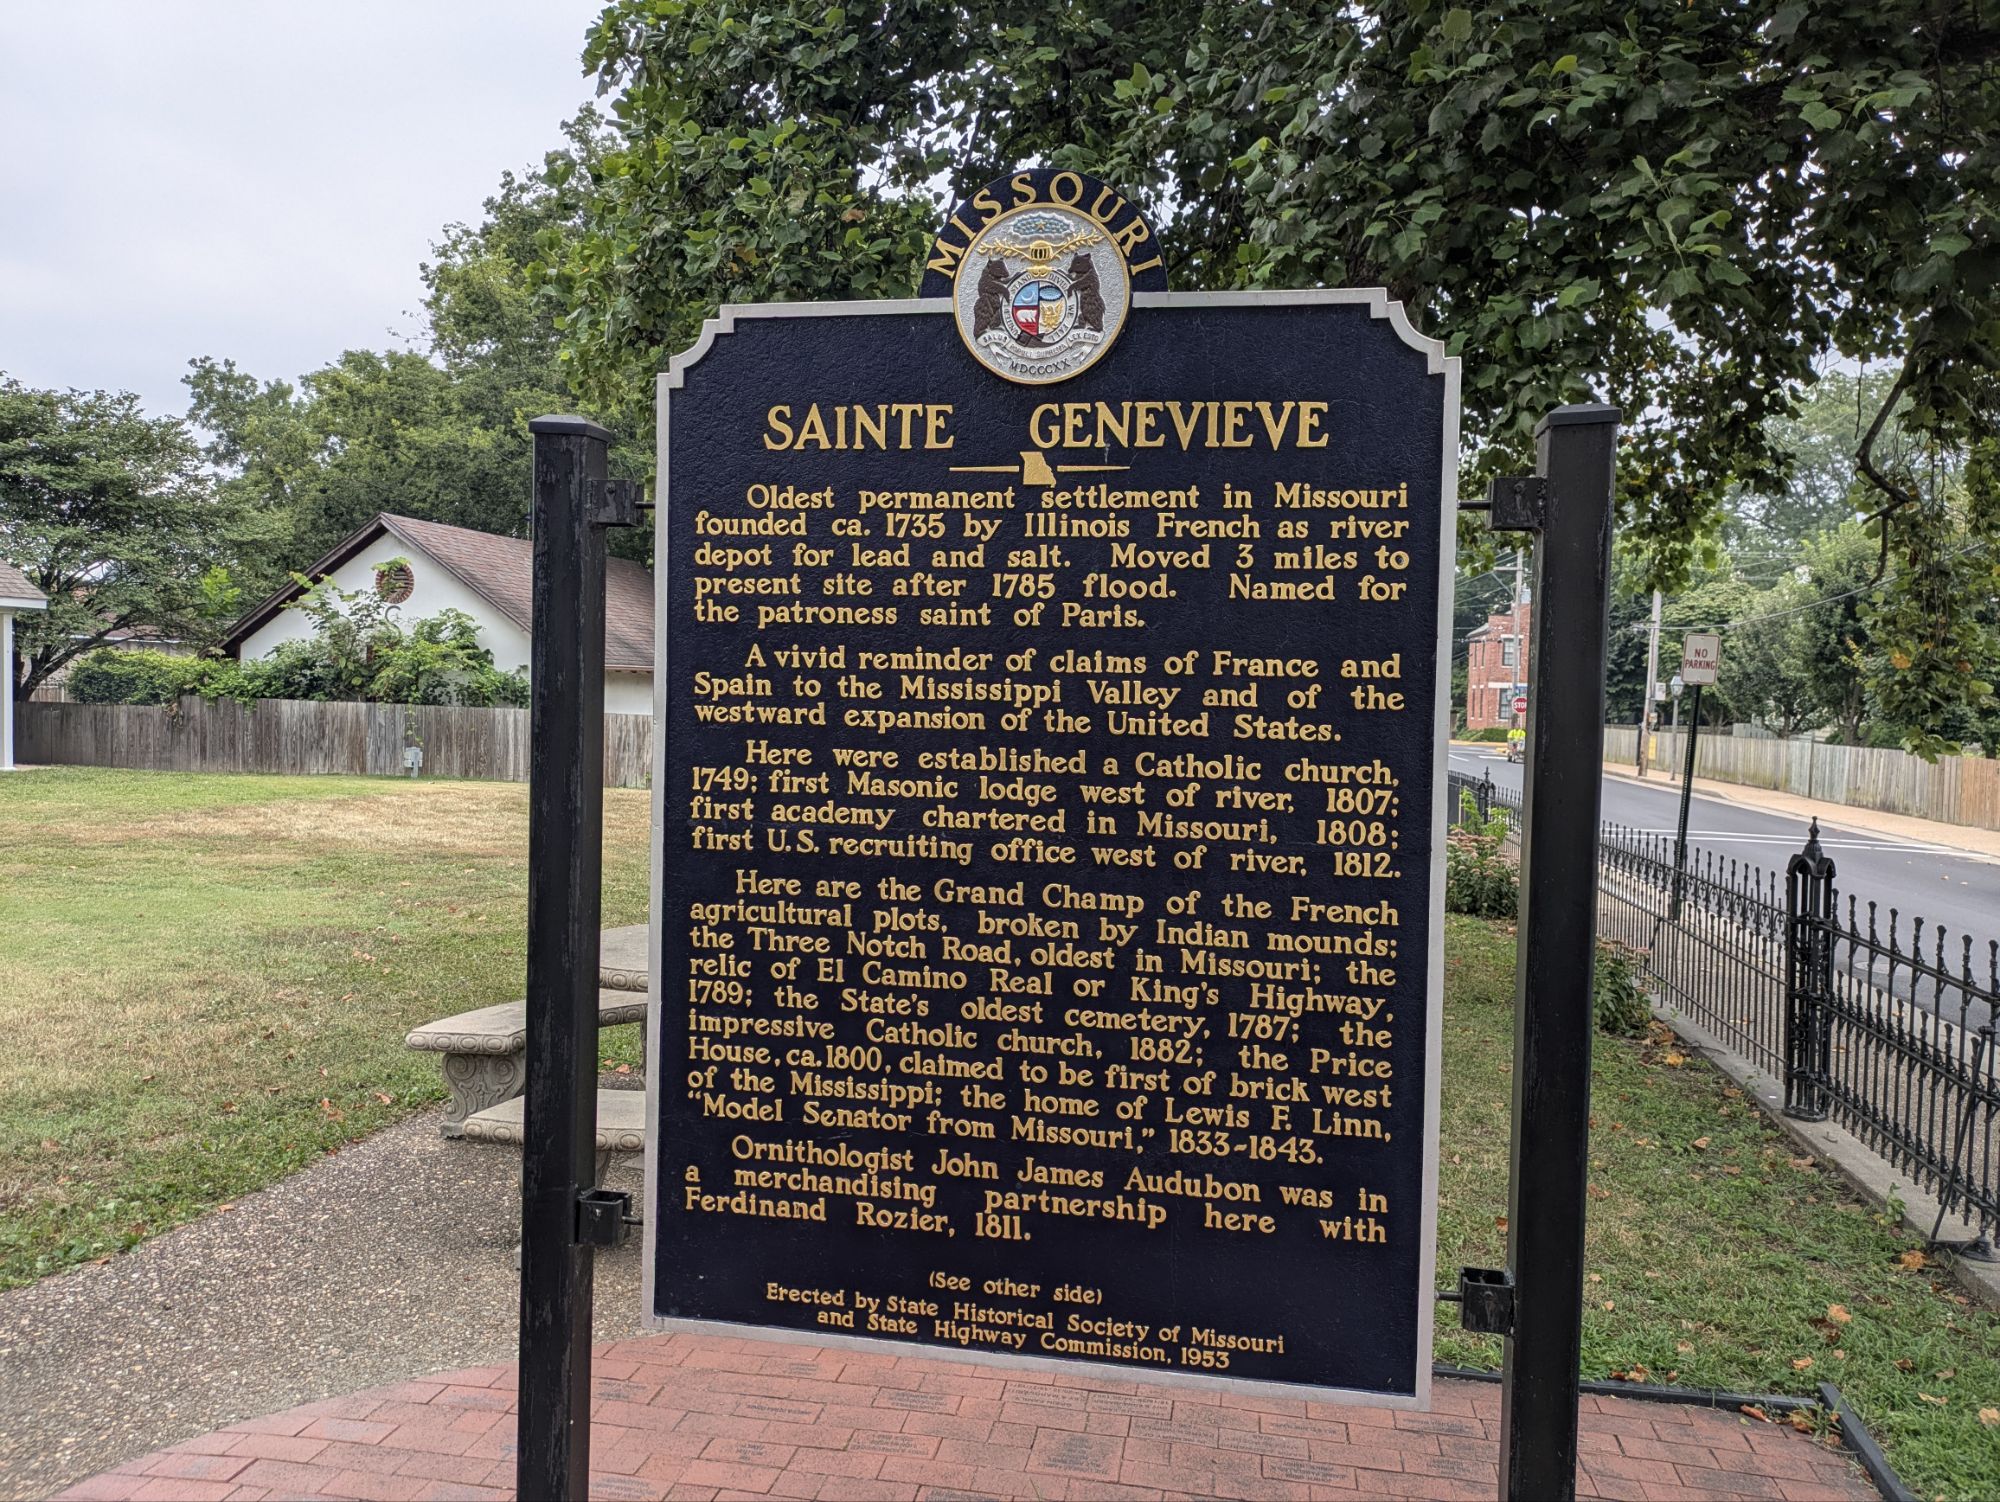 MISSOURI
SALUS POPULI SUPREMA LEX ESTO
MDCCCXX
SAINTE GENEVIEVE
Oldest permanent settlement in Missouri
founded ca. 1735 by Illinois French as river
depot for lead and salt. Moved 3 miles to
present site after 1785 flood. Named for
the patroness saint of Paris.
A vivid reminder of claims of France and
Spain to the Mississippi Valley and of the
westward expansion of the United States.
Here were established a Catholic church,
1749; first Masonic lodge west of river, 1807;
first academy chartered in Missouri, 1808;
first U.S. recruiting office west of river, 1812.
Here are the Grand Champ of the French
agricultural plots, broken by Indian mounds;
the Three Notch Road, oldest in Missouri; the
relic of El Camino Real or King's Highway,
1789; the State's oldest cemetery, 1787; the
impressive Catholic church, 1882; the Price
House, ca. 1800, claimed to be first of brick west
of the Mississippi; the home of Lewis F. Linn,
"Model Senator from Missouri," 1833-1843.
Ornithologist John James Audubon was in
a merchandising partnership here with
Ferdinand Rozier, 1811.
(See other side)
Erected by State Historical Society of Missouri
and State Highway Commission, 1953
NO
PARKING
STOP